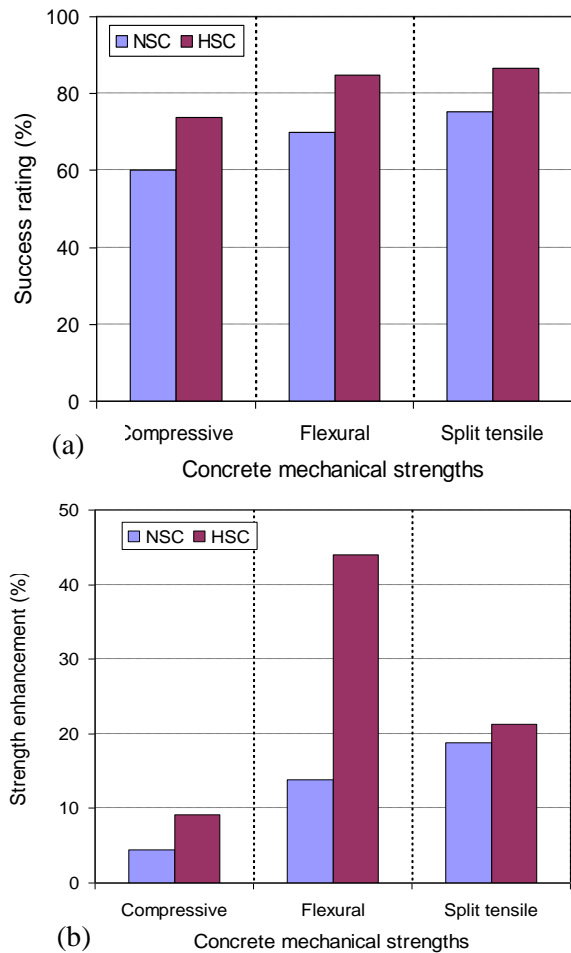 NSC HSC
100
80
60
40
20
0
Success rating (%)
Compressive Flexural Split tensile
(a)
Concrete mechanical strengths
50
NSC HSC
40
30
20
10
0
Strength enhancement (%)
Compressive Flexural Split tensile
(b)
Concrete mechanical strengths